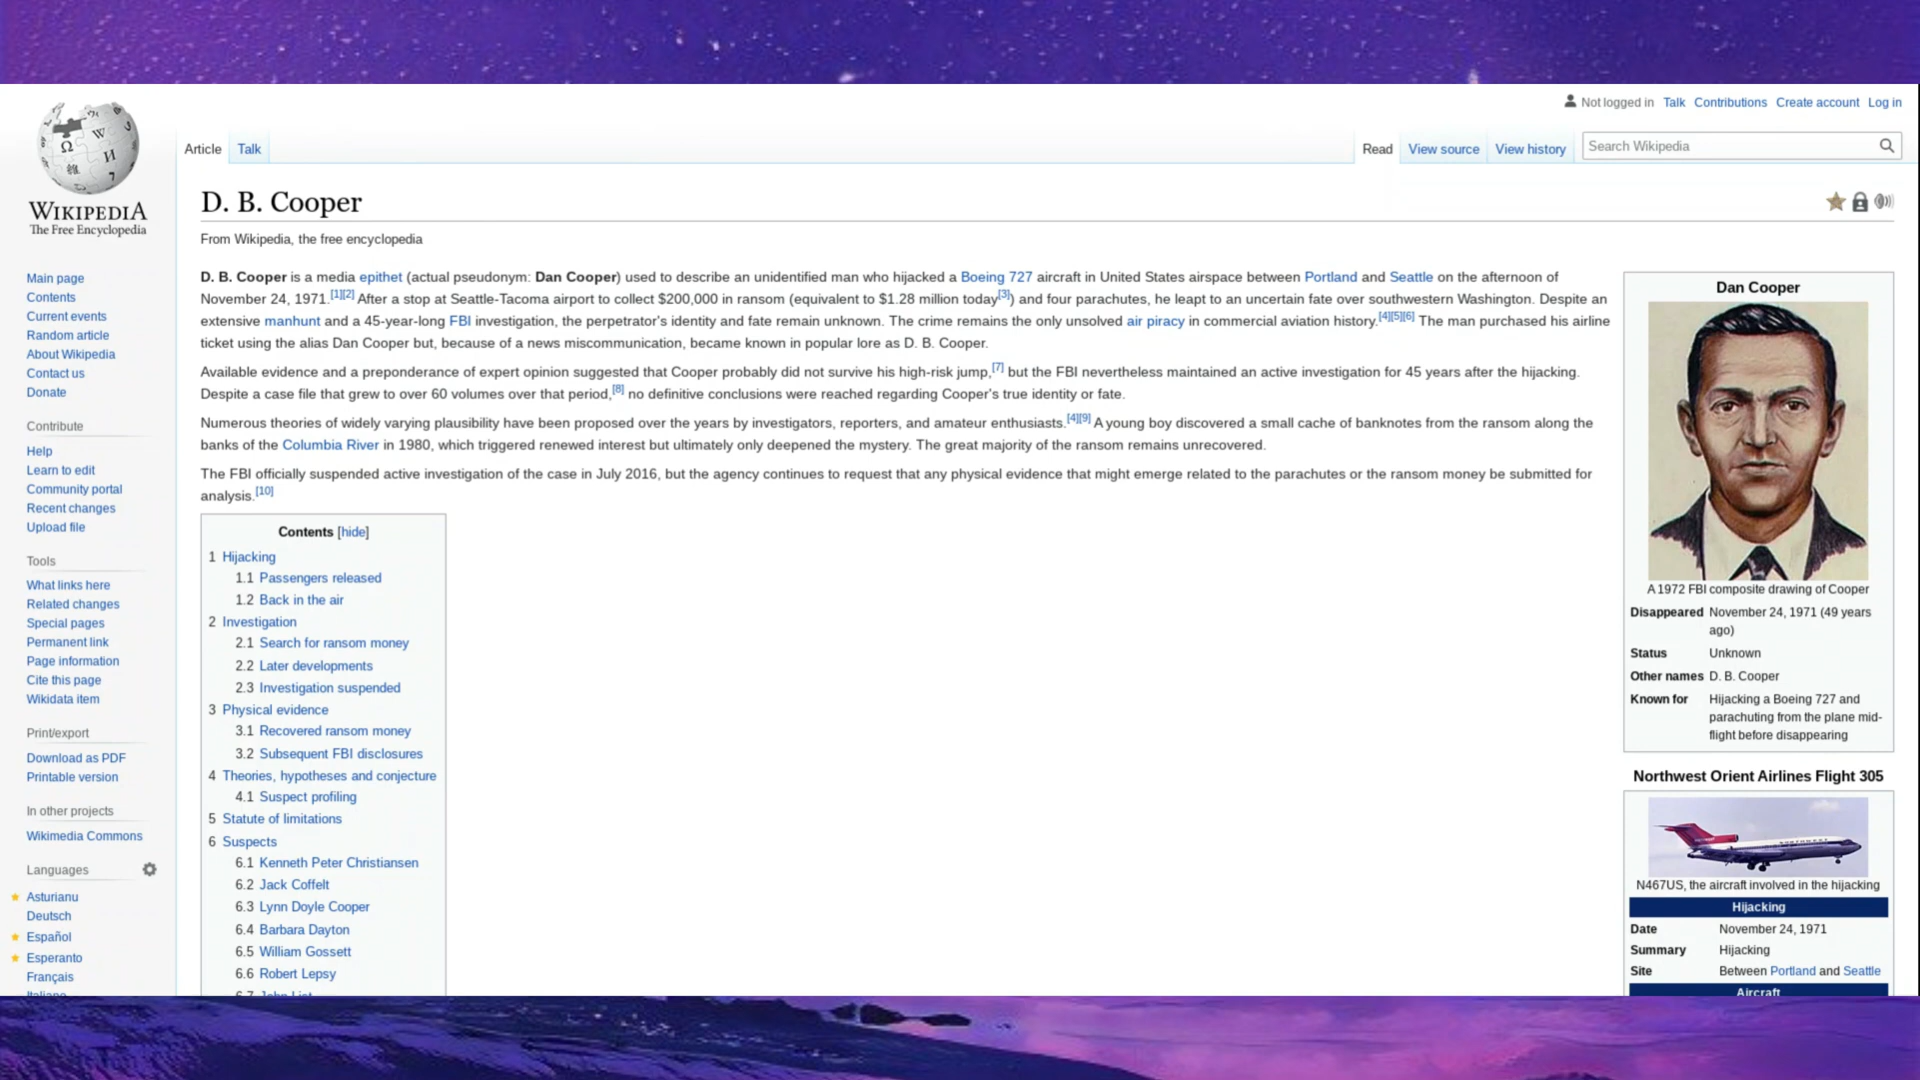 Not logged in Talk Contributions Create account Log in
Article Talk Read View source View history Search Wikipedia
WIKIPEDIA
The Free Encyclopedia
Main page
Contents
Current events
Random article
About Wikipedia
Contact us
Donate
Contribute
Help
Learn to edit
Community portal
Recent changes
Upload file
Tools
What links here
Related changes
Special pages
Permanent link
Page information
Cite this page
Wikidata item
Print/export
Download as PDF
Printable version
In other projects
Wikimedia Commons
Languages
Asturianu
Deutsch
Español
Esperanto
Français
Italiano
D. B. Cooper
From Wikipedia, the free encyclopedia
D. B. Cooper is a media epithet (actual pseudonym: Dan Cooper) used to describe an unidentified man who hijacked a Boeing 727 aircraft in United States airspace between Portland and Seattle on the afternoon of
November 24, 1971.[1][2] After a stop at Seattle-Tacoma airport to collect $200,000 in ransom (equivalent to $1.28 million today[3]) and four parachutes, he leapt to an uncertain fate over southwestern Washington. Despite an
extensive manhunt and a 45-year-long FBI investigation, the perpetrator's identity and fate remain unknown. The crime remains the only unsolved air piracy in commercial aviation history.[4][5][6] The man purchased his airline
ticket using the alias Dan Cooper but, because of a news miscommunication, became known in popular lore as D. B. Cooper.
Available evidence and a preponderance of expert opinion suggested that Cooper probably did not survive his high-risk jump,[7] but the FBI nevertheless maintained an active investigation for 45 years after the hijacking.
Despite a case file that grew to over 60 volumes over that period,[8] no definitive conclusions were reached regarding Cooper's true identity or fate.
Numerous theories of widely varying plausibility have been proposed over the years by investigators, reporters, and amateur enthusiasts.[4][9] A young boy discovered a small cache of banknotes from the ransom along the
banks of the Columbia River in 1980, which triggered renewed interest but ultimately only deepened the mystery. The great majority of the ransom remains unrecovered.
The FBI officially suspended active investigation of the case in July 2016, but the agency continues to request that any physical evidence that might emerge related to the parachutes or the ransom money be submitted for
analysis.[10]
Contents [hide]
1 Hijacking
1.1 Passengers released
1.2 Back in the air
2 Investigation
2.1 Search for ransom money
2.2 Later developments
2.3 Investigation suspended
3 Physical evidence
3.1 Recovered ransom money
3.2 Subsequent FBI disclosures
4 Theories, hypotheses and conjecture
4.1 Suspect profiling
5 Statute of limitations
6 Suspects
6.1 Kenneth Peter Christiansen
6.2 Jack Coffelt
6.3 Lynn Doyle Cooper
6.4 Barbara Dayton
6.5 William Gossett
6.6 Robert Lepsy
6.7 John List
Dan Cooper
A 1972 FBI composite drawing of Cooper
Disappeared November 24, 1971 (49 years
ago)
Status Unknown
Other names D. B. Cooper
Known for Hijacking a Boeing 727 and
parachuting from the plane mid-
flight before disappearing
Northwest Orient Airlines Flight 305
N467US, the aircraft involved in the hijacking
Hijacking
Date November 24, 1971
Summary Hijacking
Site Between Portland and Seattle
Aircraft